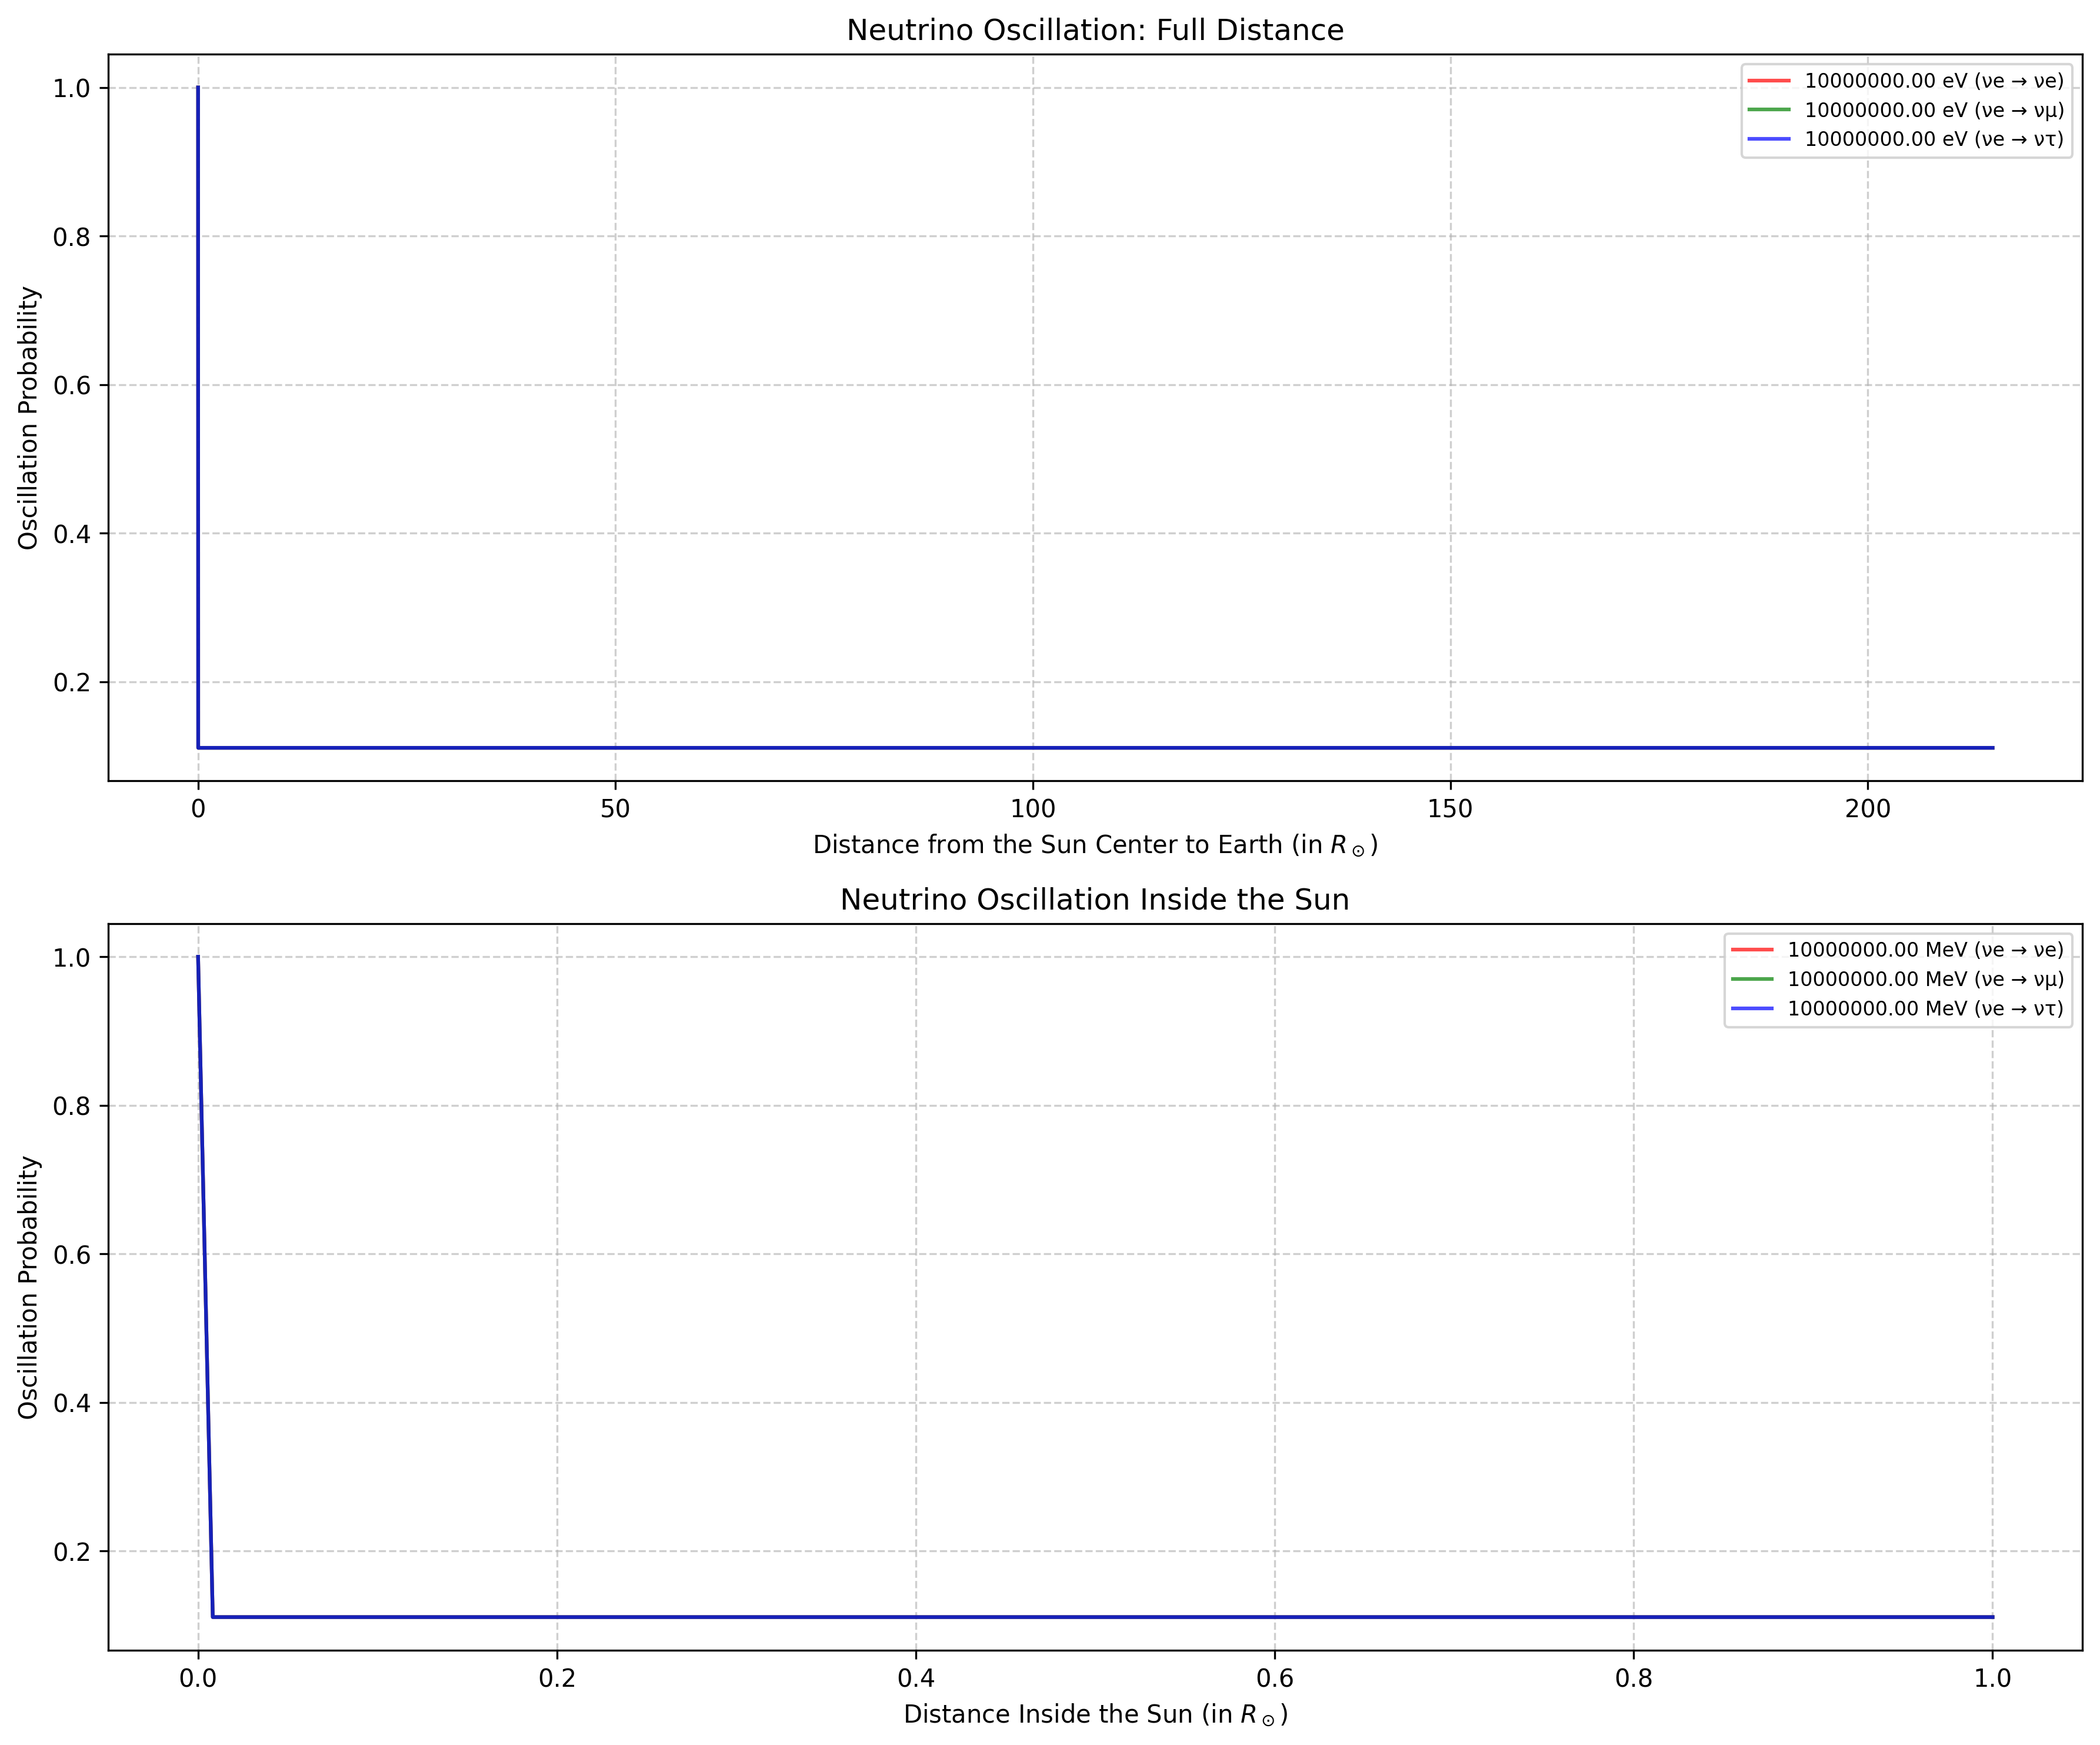 Neutrino Oscillation: Full Distance
Oscillation Probability
1.0
0.8
0.6
0.4
0.2
10000000.00 eV (νe → νe)
10000000.00 eV (νe → νμ)
10000000.00 eV (νe → ντ)
0 50 100 150 200
Distance from the Sun Center to Earth (in R⊙)
Neutrino Oscillation Inside the Sun
Oscillation Probability
1.0
0.8
0.6
0.4
0.2
10000000.00 MeV (νe → νe)
10000000.00 MeV (νe → νμ)
10000000.00 MeV (νe → ντ)
0.0 0.2 0.4 0.6 0.8 1.0
Distance Inside the Sun (in R⊙)